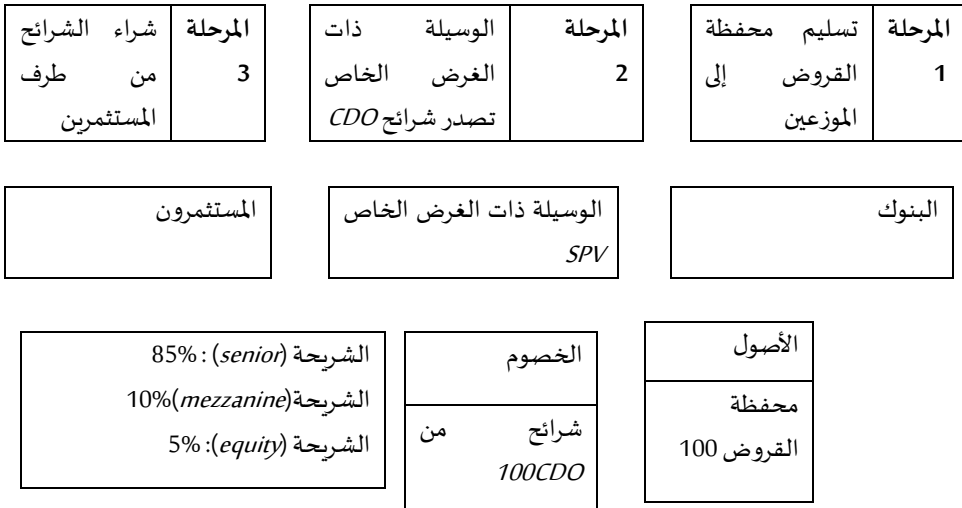 المرحلة 1
تسليم محفظة
القروض إلى
الموزعين
المرحلة 2
الوسيلة ذات
الغرض الخاص
تصدر شرائح CDO
المرحلة 3
شراء الشرائح
من طرف
المستثمرين
البنوك
الوسيلة ذات الغرض الخاص
SPV
المستثمرون
الأصول
محفظة
القروض 100
الخصوم
شرائح من
100CDO
الشريحة (senior) : 85%
الشريحة(mezzanine)10%
الشريحة (equity): 5%